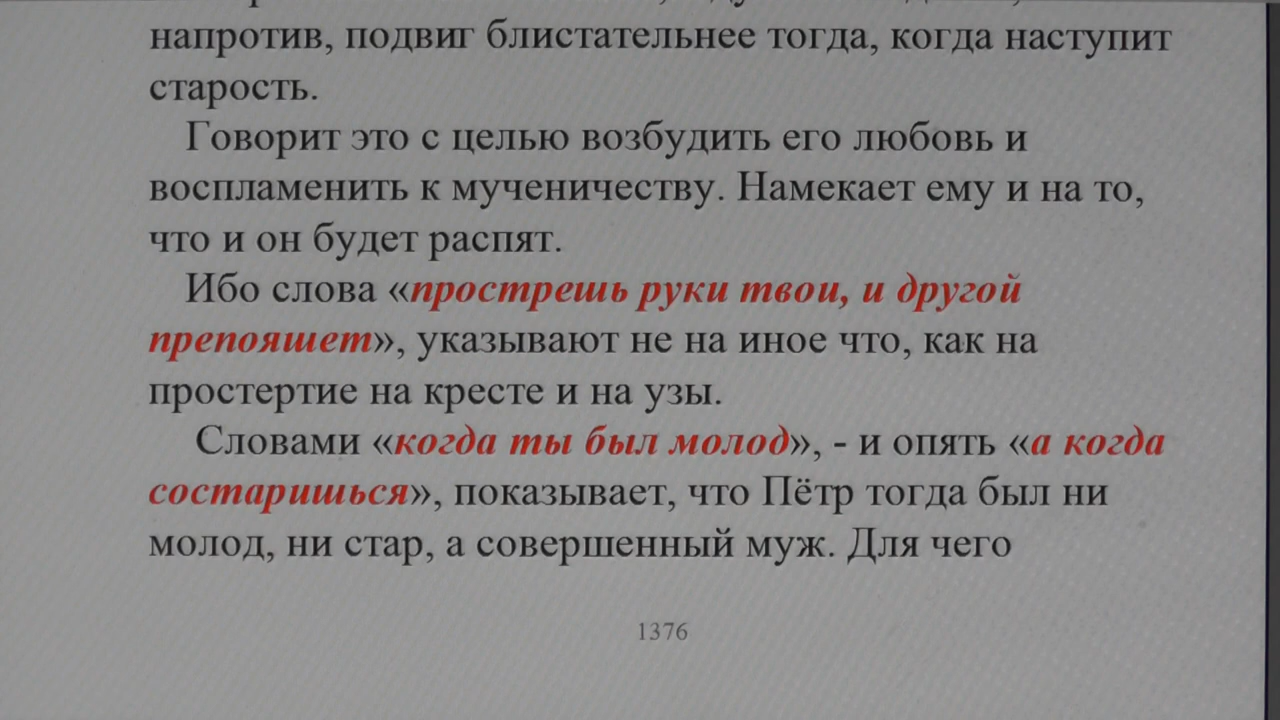 напротив, подвиг блистательнее тогда, когда наступит
старость.
Говорит это с целью возбудить его любовь и
воспламенить к мученичеству. Намекает ему и на то,
что и он будет распят.
Ибо слова «прострешь руки твои, и другой
препояшет», указывают не на иное что, как на
простертие на кресте и на узы.
Словами «когда ты был молод», - и опять «а когда
состаришься», показывает, что Пётр тогда был ни
молод, ни стар, а совершенный муж. Для чего
1376